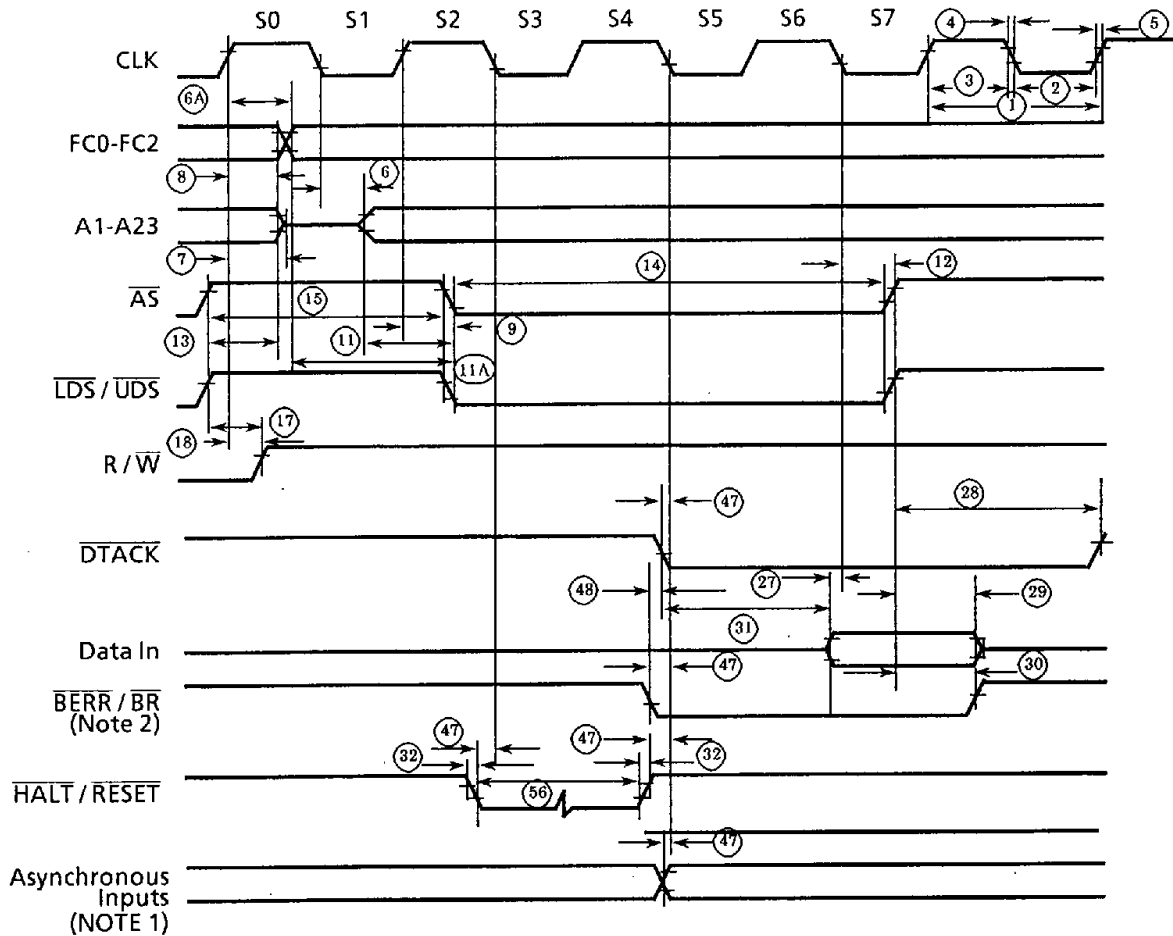 S0 S1 S2 S3 S4 S5 S6 S7 4 5
CLK
6A 3 2
1
FC0-FC2
8 6
A1-A23
7 14 12
AS
15
13 11 9
11A
LDS / UDS
18 17
R / W
47 28
DTACK
48 27 29
31
Data In
47 30
BERR / BR
(Note 2)
47 47
32 32
HALT / RESET
56
47
Asynchronous
Inputs
(NOTE 1)